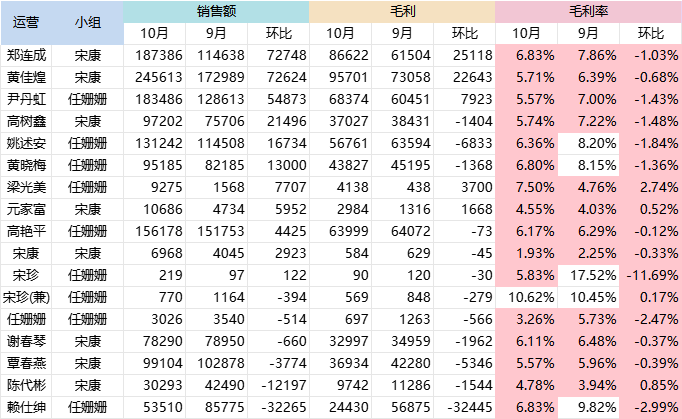 运营 小组 销售额 毛利 毛利率
10月 9月 环比 10月 9月 环比 10月 9月 环比
郑连成 宋康 187386 114638 72748 86622 61504 25118 6.83% 7.86% -1.03%
黄佳煌 宋康 245613 172989 72624 95701 73058 22643 5.71% 6.39% -0.68%
尹丹虹 任姗姗 183486 128613 54873 68374 60451 7923 5.57% 7.00% -1.43%
高树鑫 宋康 97202 75706 21496 37027 38431 -1404 5.74% 7.22% -1.48%
姚述安 任姗姗 131242 114508 16734 56761 63594 -6833 6.36% 8.20% -1.84%
黄晓梅 任姗姗 95185 82185 13000 43827 45195 -1368 6.80% 8.15% -1.36%
梁光美 任姗姗 9275 1568 7707 4138 438 3700 7.50% 4.76% 2.74%
元家富 宋康 10686 4734 5952 2984 1316 1668 4.55% 4.03% 0.52%
高艳平 任姗姗 156178 151753 4425 63999 64072 -73 6.17% 6.29% -0.12%
宋康 宋康 6968 4045 2923 584 629 -45 1.93% 2.25% -0.33%
宋珍 任姗姗 219 97 122 90 120 -30 5.83% 17.52% -11.69%
宋珍(兼) 任姗姗 770 1164 -394 569 848 -279 10.62% 10.45% 0.17%
任姗姗 任姗姗 3026 3540 -514 697 1263 -566 3.26% 5.73% -2.47%
谢春琴 宋康 78290 78950 -660 32997 34959 -1962 6.11% 6.48% -0.37%
覃春燕 宋康 99104 102878 -3774 36934 42280 -5346 5.57% 5.96% -0.39%
陈代彬 宋康 30293 42490 -12197 9742 11286 -1544 4.78% 3.94% 0.85%
赖仕绅 任姗姗 53510 85775 -32265 24430 56875 -32445 6.83% 9.82% -2.99%